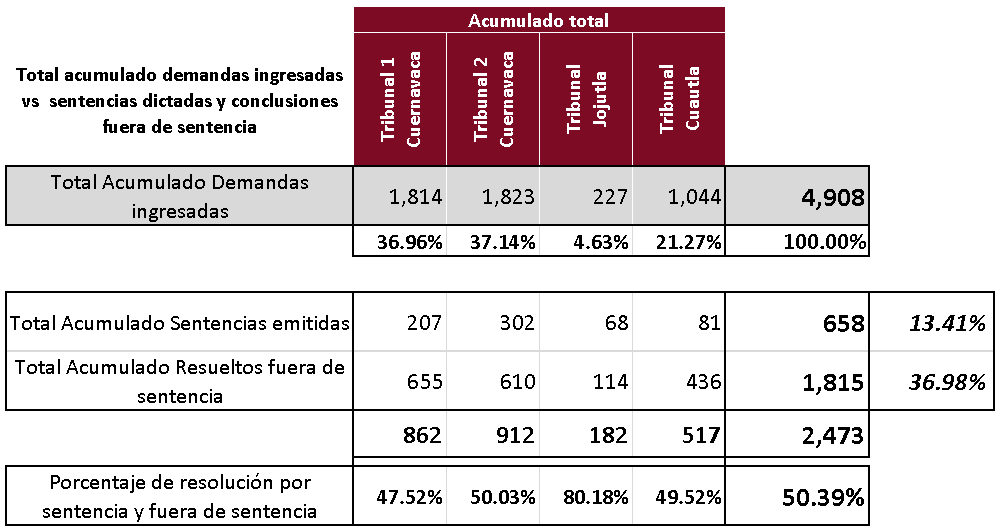 Acumulado total
Total acumulado demandas ingresadas
vs sentencias dictadas y conclusiones
fuera de sentencia
Tribunal 1
Cuernavaca
Tribunal 2
Cuernavaca
Tribunal
Jojutla
Tribunal
Cuautla
Total Acumulado Demandas
ingresadas
1,814 1,823 227 1,044 4,908
36.96% 37.14% 4.63% 21.27% 100.00%
Total Acumulado Sentencias emitidas 207 302 68 81 658 13.41%
Total Acumulado Resueltos fuera de
sentencia
655 610 114 436 1,815 36.98%
862 912 182 517 2,473
Porcentaje de resolución por
sentencia y fuera de sentencia
47.52% 50.03% 80.18% 49.52% 50.39%